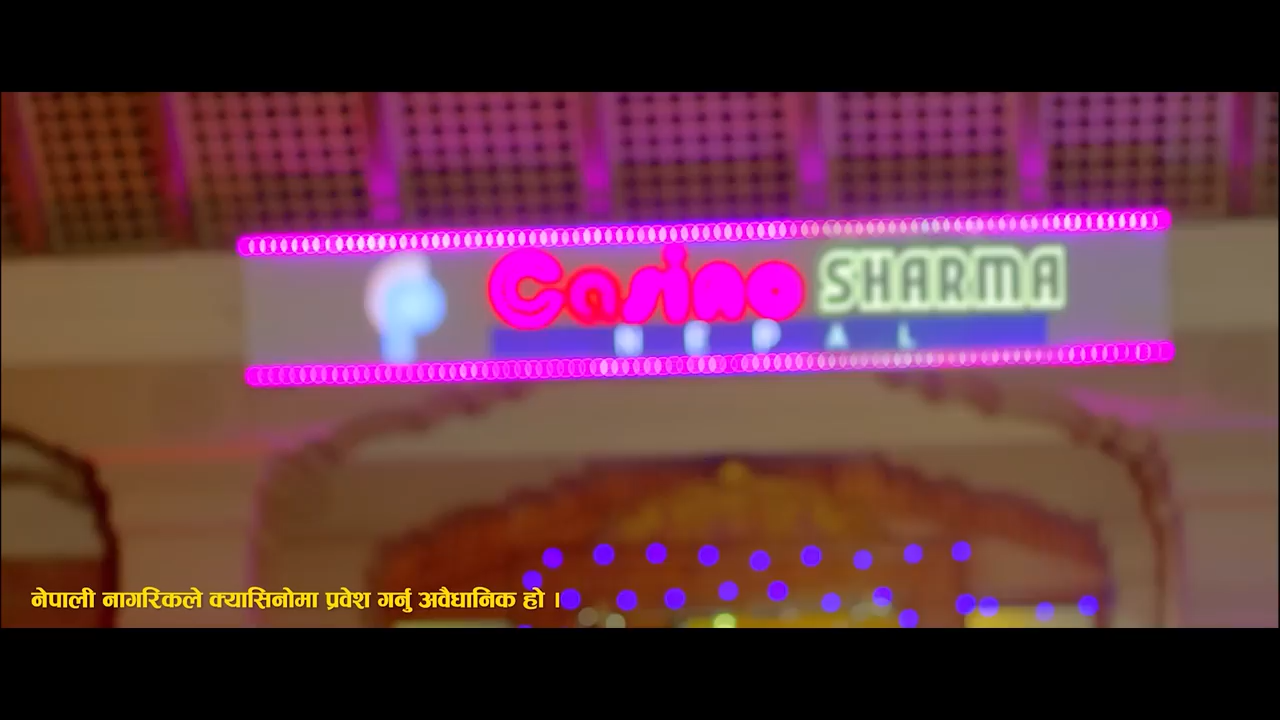 Casino SHARMA
NEPAL
नेपाली नागरिकले क्यासिनोमा प्रवेश गर्नु अवैधानिक हो ।